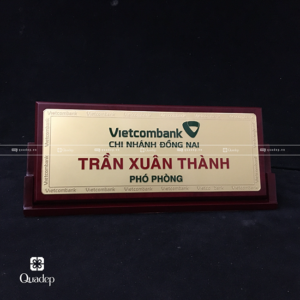 Vietcombank
CHI NHÁNH ĐỒNG NAI
TRẦN XUÂN THÀNH
PHÓ PHÒNG
Quadep